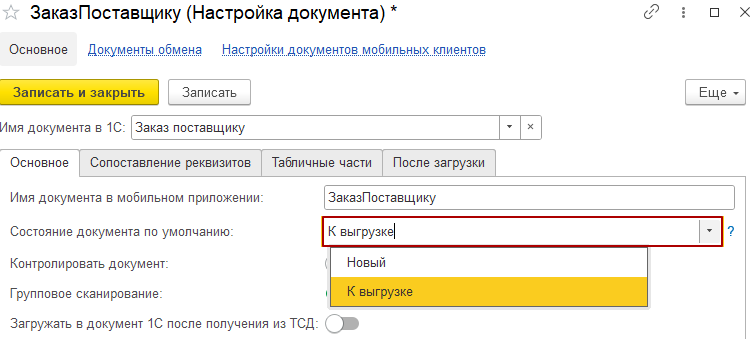 ЗаказПоставщику (Настройка документа) *
Основное Документы обмена Настройки документов мобильных клиентов
Записать и закрыть Записать Еще
Имя документа в 1С: Заказ поставщику
Основное Сопоставление реквизитов Табличные части После загрузки
Имя документа в мобильном приложении: ЗаказПоставщику
Состояние документа по умолчанию: К выгрузке ?
Новый
Контролировать документ:
К выгрузке
Групповое сканирование:
Загружать в документ 1С после получения из ТСД: